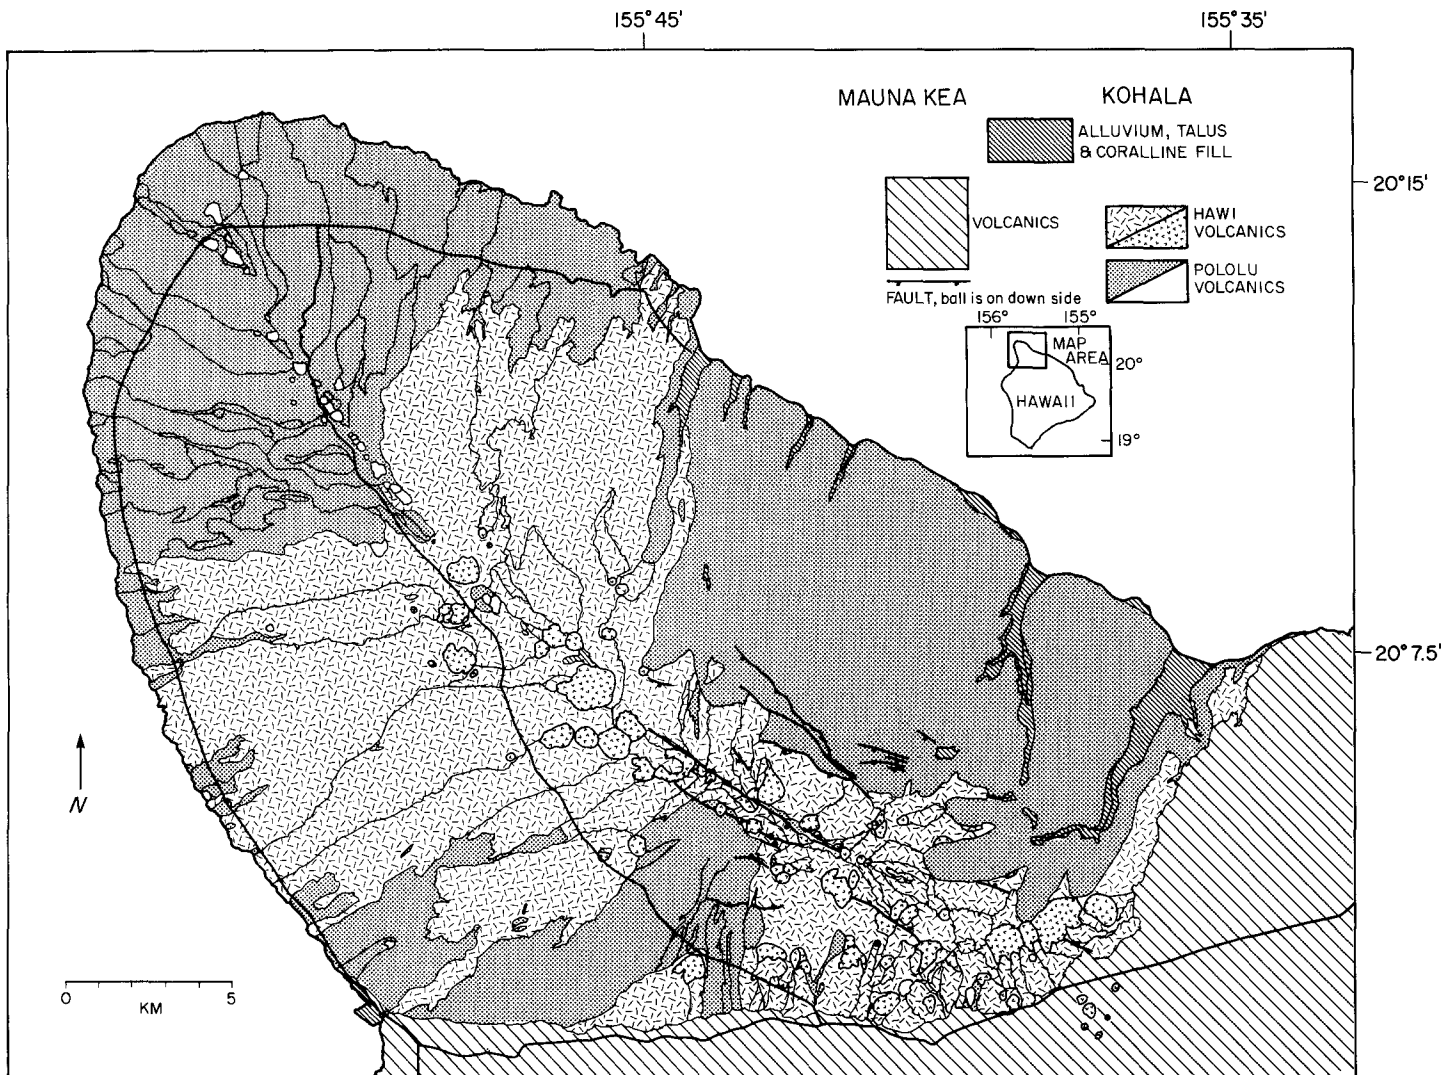 155°45'
155°35'
MAUNA KEA
KOHALA
ALLUVIUM, TALUS
& CORALLINE FILL
20°15'
VOLCANICS
HAWI
VOLCANICS
POLOLU
VOLCANICS
FAULT, ball is on down side
156°
155°
MAP
AREA
20°
HAWAII
19°
20°7.5'
N
0
5
KM